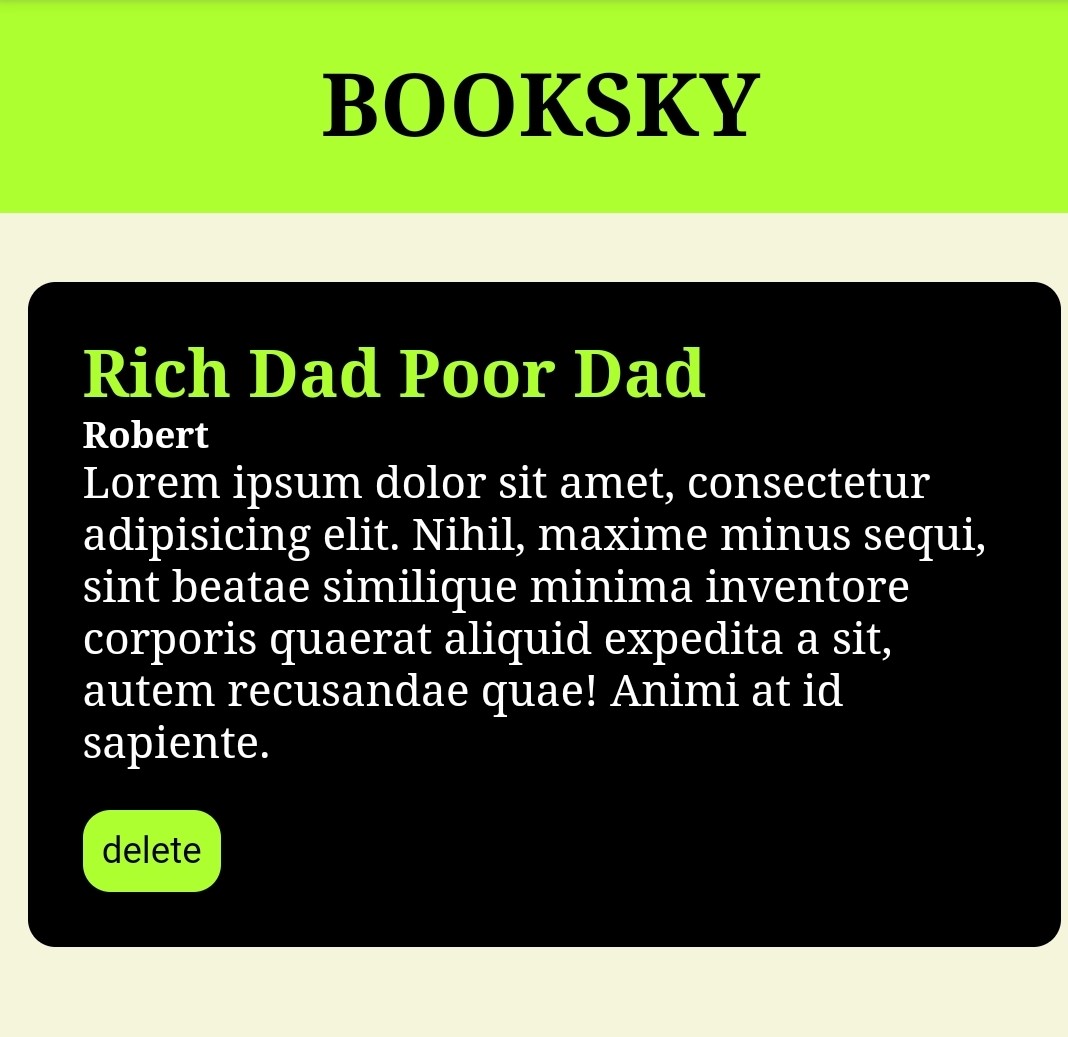 BOOKSKY
Rich Dad Poor Dad
Robert
Lorem ipsum dolor sit amet, consectetur
adipisicing elit. Nihil, maxime minus sequi,
sint beatae similique minima inventore
corporis quaerat aliquid expedita a sit,
autem recusandae quae! Animi at id
sapiente.
delete